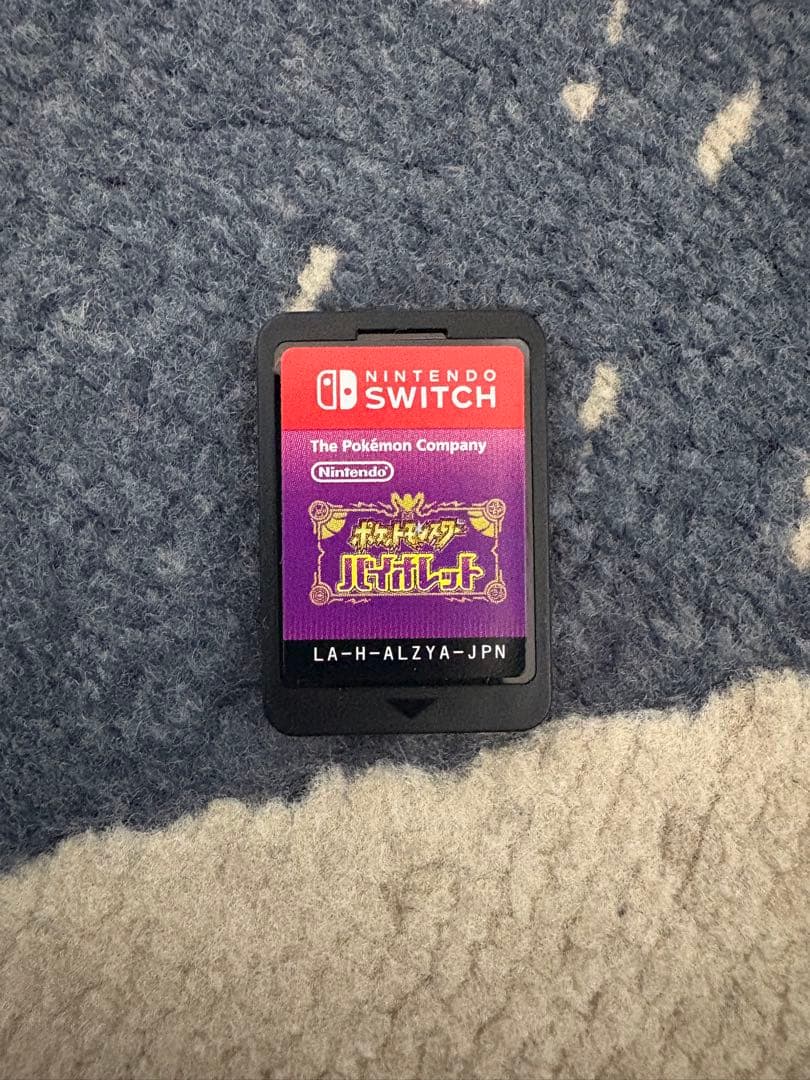 NINTENDO
SWITCH
The Pokémon Company
Nintendo
ポケットモンスター
バイオレット
LA-H-ALZYA-JPN